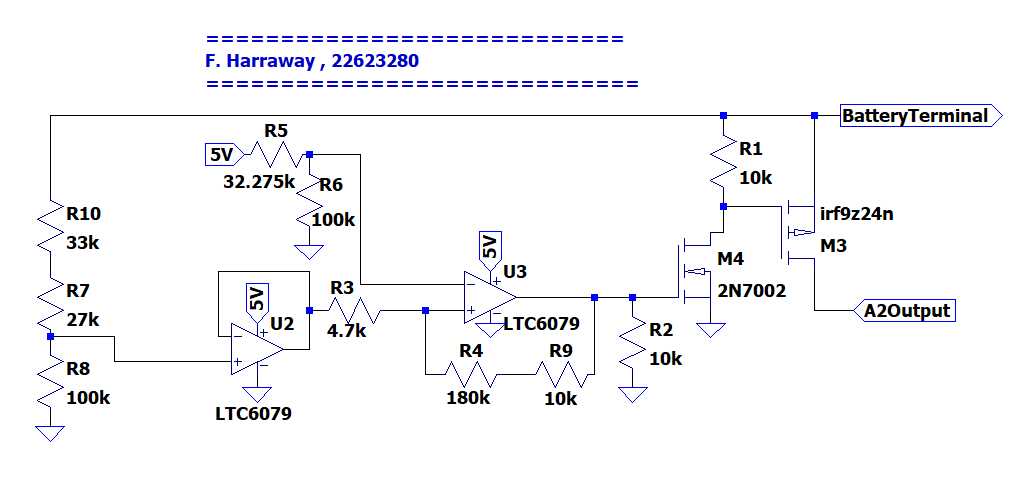 ============================
F. Harraway , 22623280
=============================
BatteryTerminal
R5
5V
32.275k
R6
100k
R1
10k
R10
33k
irf9z24n
M3
5V
U3
M4
2N7002
R7
27k
5V
U2
R3
4.7k
LTC6079
A2Output
R2
10k
R8
100k
R4
180k
R9
10k
LTC6079